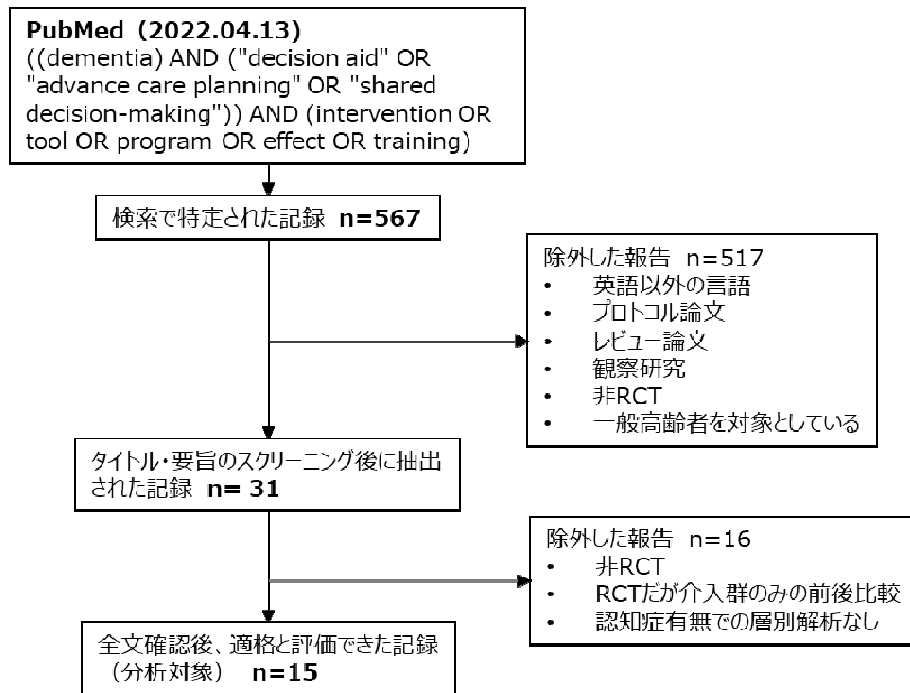 PubMed（2022.04.13）
((dementia) AND ("decision aid" OR
"advance care planning" OR "shared
decision-making")) AND (intervention OR
tool OR program OR effect OR training)
検索で特定された記録 n=567
除外した報告 n=517
• 英語以外の言語
• プロトコル論文
• レビュー論文
• 観察研究
• 非RCT
• 一般高齢者を対象としている
タイトル・要旨のスクリーニング後に抽出
された記録 n= 31
除外した報告 n=16
• 非RCT
• RCTだが介入群のみの前後比較
• 認知症有無での層別解析なし
全文確認後、適格と評価できた記録
（分析対象） n=15